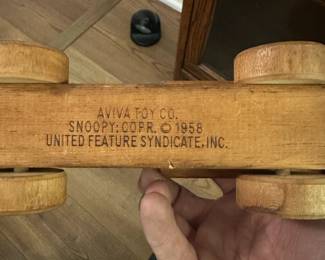 AVIVA TOY CO.
SNOOPY: COPR. © 1958
UNITED FEATURE SYNDICATE, INC.